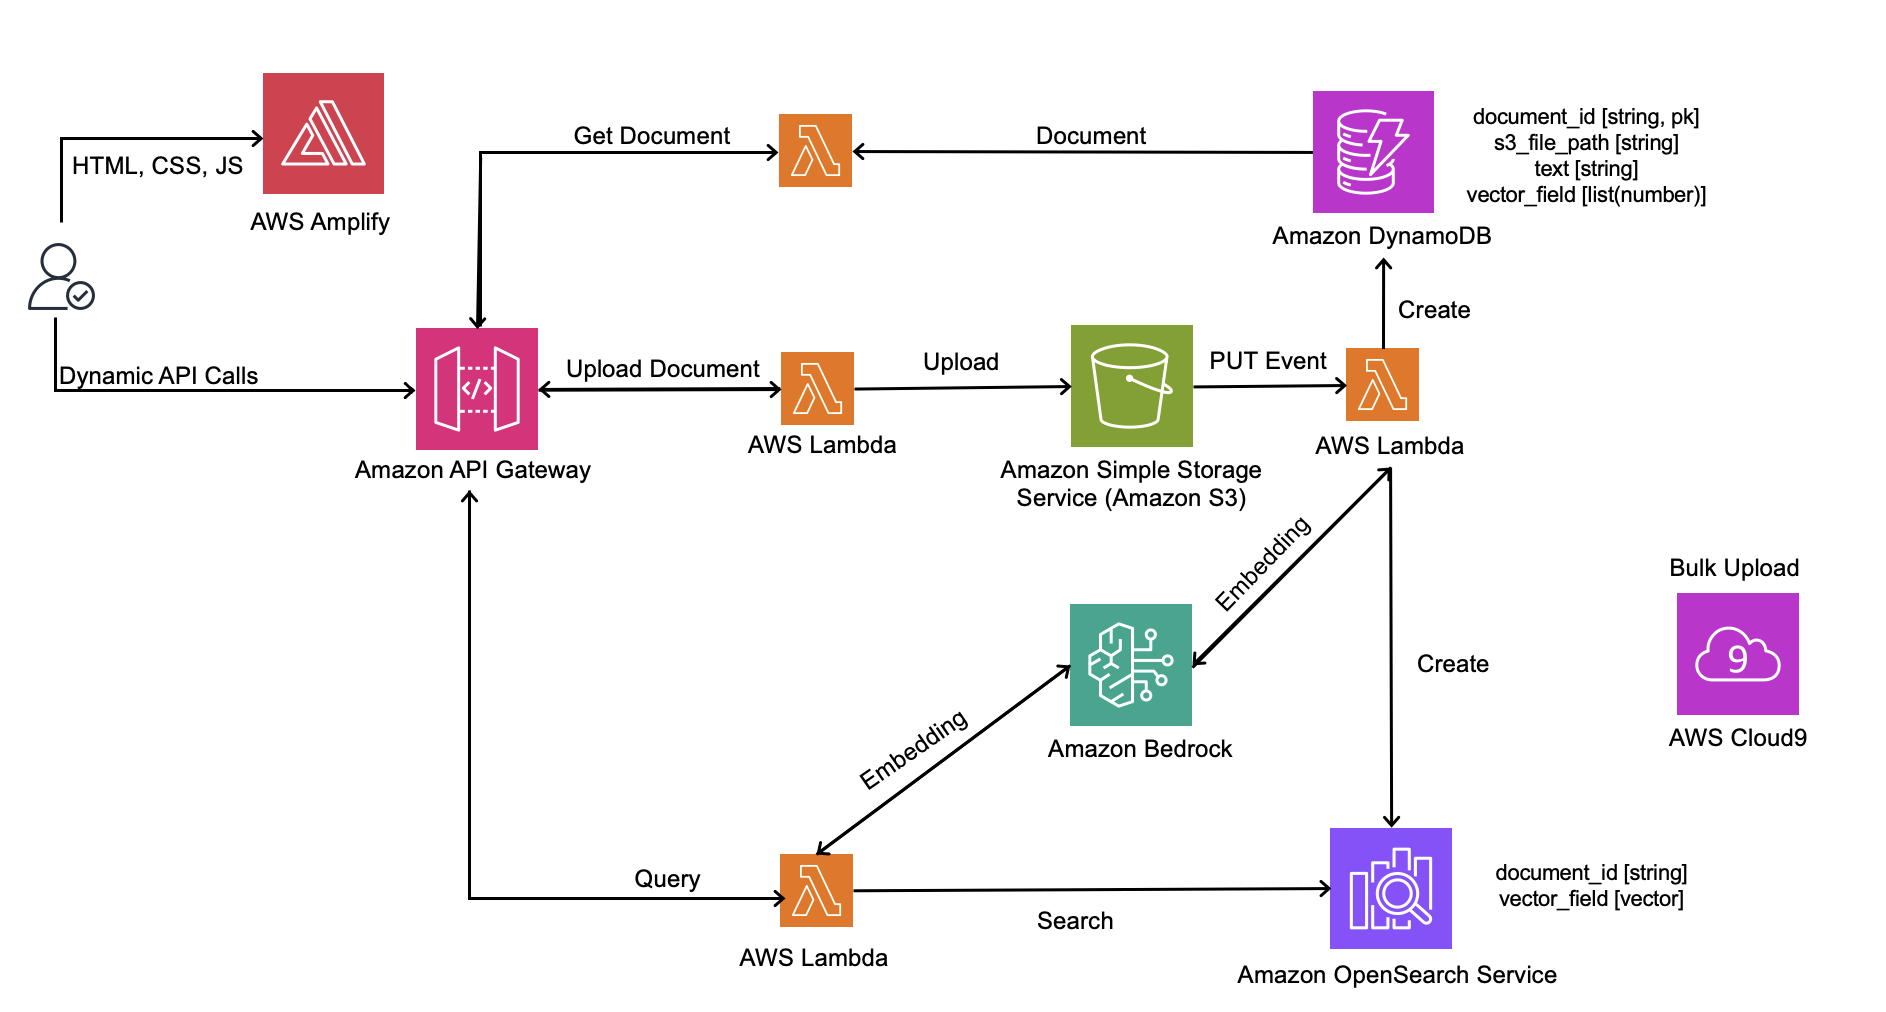 HTML, CSS, JS
AWS Amplify
Get Document
Document
document_id [string, pk]
s3_file_path [string]
text [string]
vector_field [list(number)]
Amazon DynamoDB
Create
Dynamic API Calls
Amazon API Gateway
Upload Document
AWS Lambda
Upload
Amazon Simple Storage
Service (Amazon S3)
PUT Event
AWS Lambda
Embedding
Bulk Upload
9
AWS Cloud9
Create
Amazon Bedrock
Embedding
Query
AWS Lambda
Search
document_id [string]
vector_field [vector]
Amazon OpenSearch Service